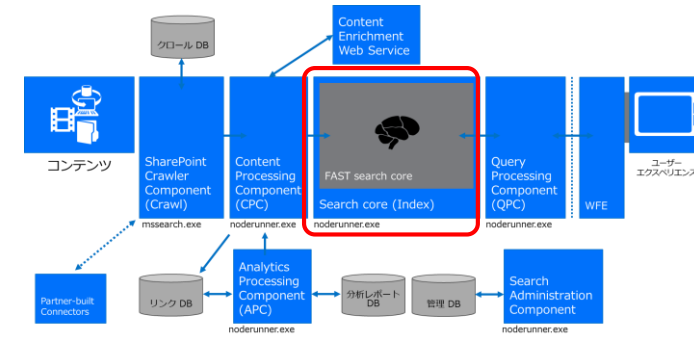 クロール DB
Content
Enrichment
Web Service
コンテンツ
SharePoint
Crawler
Component
(Crawl)
mssearch.exe
Content
Processing
Component
(CPC)
noderunner.exe
FAST search core
Search core (Index)
noderunner.exe
Query
Processing
Component
(QPC)
noderunner.exe
WFE
ユーザー
エクスペリエンス
Partner-built
Connectors
リンク DB
Analytics
Processing
Component
(APC)
noderunner.exe
分析レポート
DB
管理 DB
Search
Administration
Component
noderunner.exe